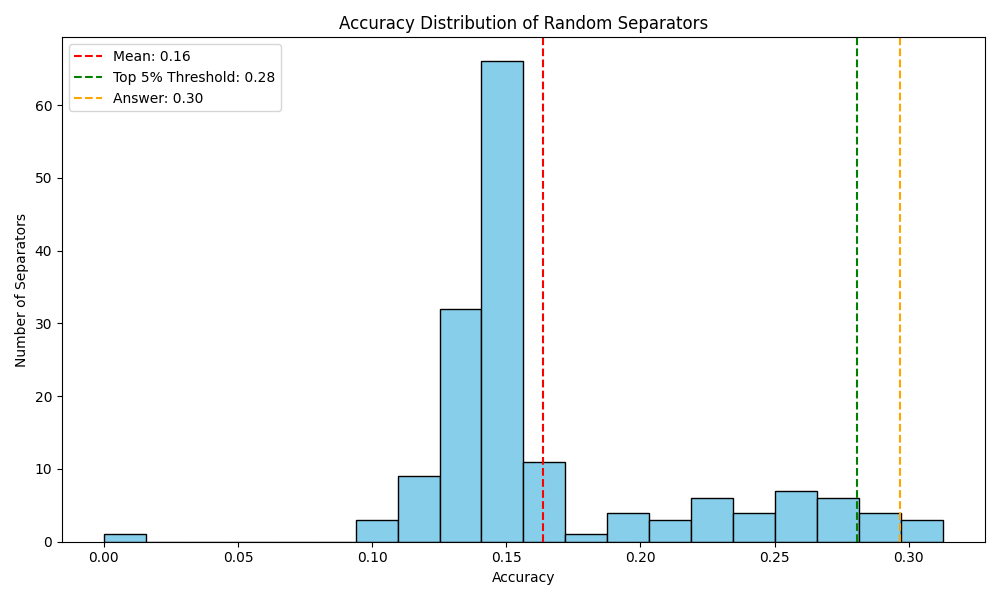 Accuracy Distribution of Random Separators
Mean: 0.16
Top 5% Threshold: 0.28
Answer: 0.30
Number of Separators
60
50
40
30
20
10
0
0.00 0.05 0.10 0.15 0.20 0.25 0.30
Accuracy